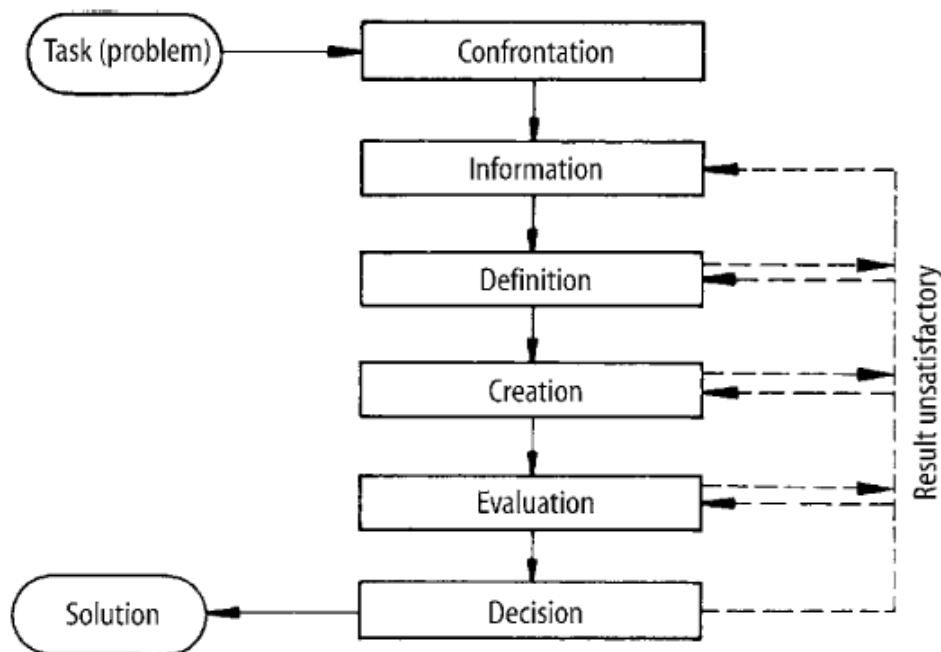 Task (problem)
Confrontation
Information
Definition
Creation
Evaluation
Decision
Solution
Result unsatisfactory